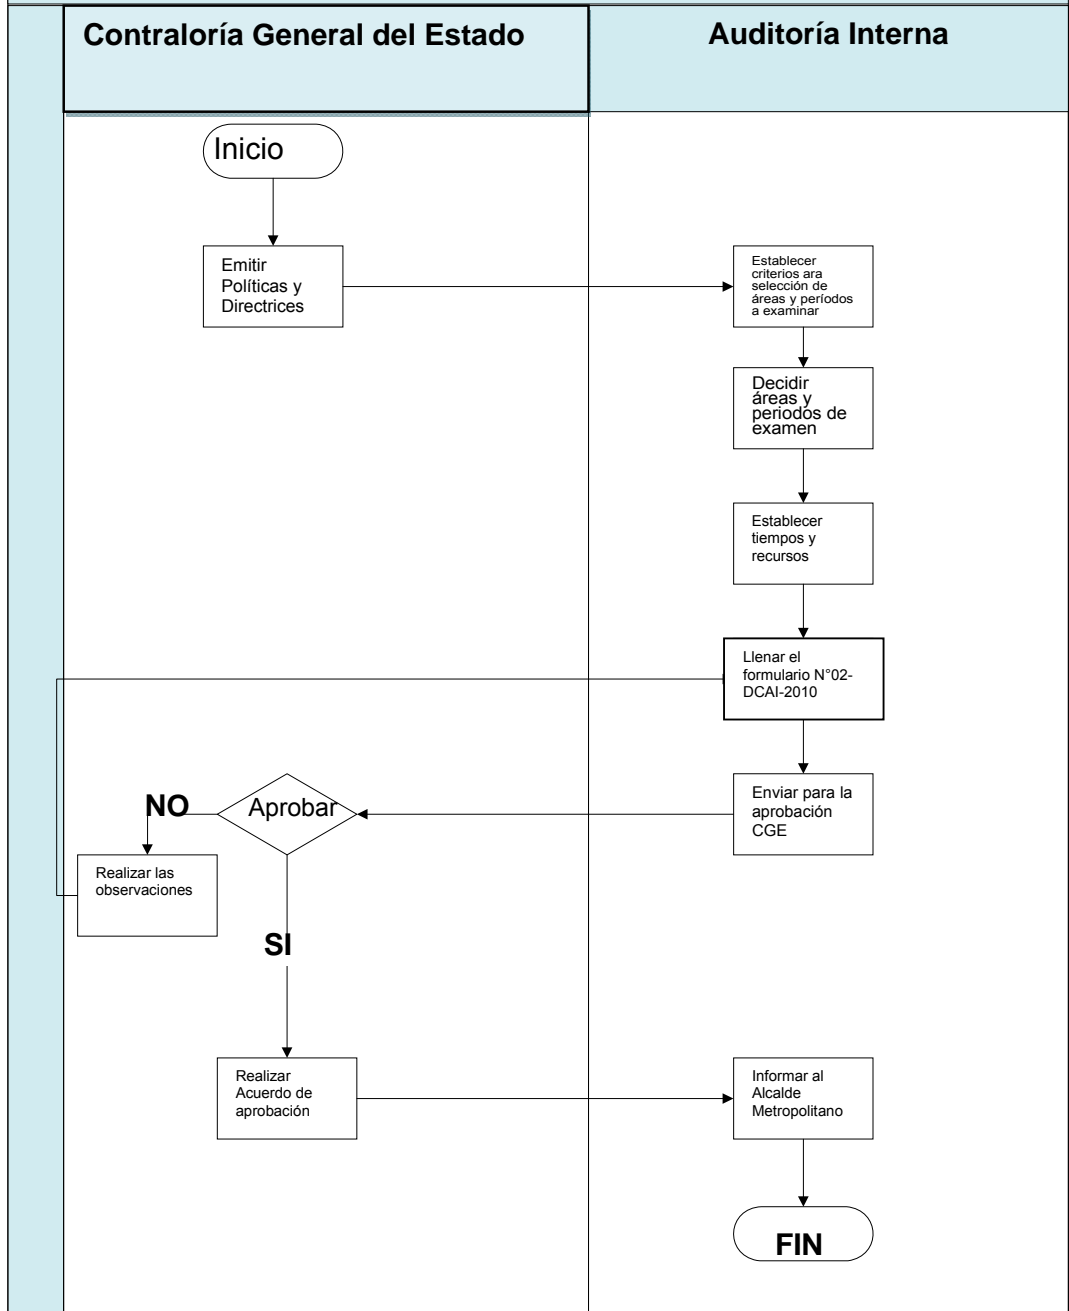 Contraloría General del Estado
Auditoría Interna
Inicio
Emitir
Políticas y
Directrices
Establecer
criterios ara
selección de
áreas y períodos
a examinar
Decidir
áreas y
periodos de
examen
Establecer
tiempos y
recursos
Llenar el
formulario N°02-
DCAI-2010
Enviar para la
aprobación
CGE
Aprobar
NO
Realizar las
observaciones
SI
Realizar
Acuerdo de
aprobación
Informar al
Alcalde
Metropolitano
FIN